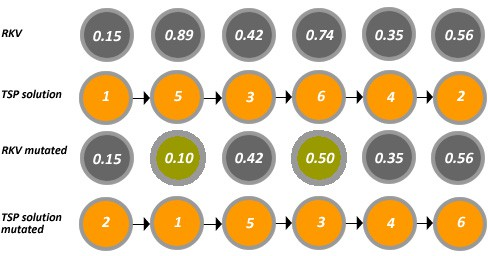 RKV 0.15 0.89 0.42 0.74 0.35 0.56
TSP solution 1 5 3 6 4 2
RKV mutated 0.15 0.10 0.42 0.50 0.35 0.56
TSP solution
mutated 2 1 5 3 4 6